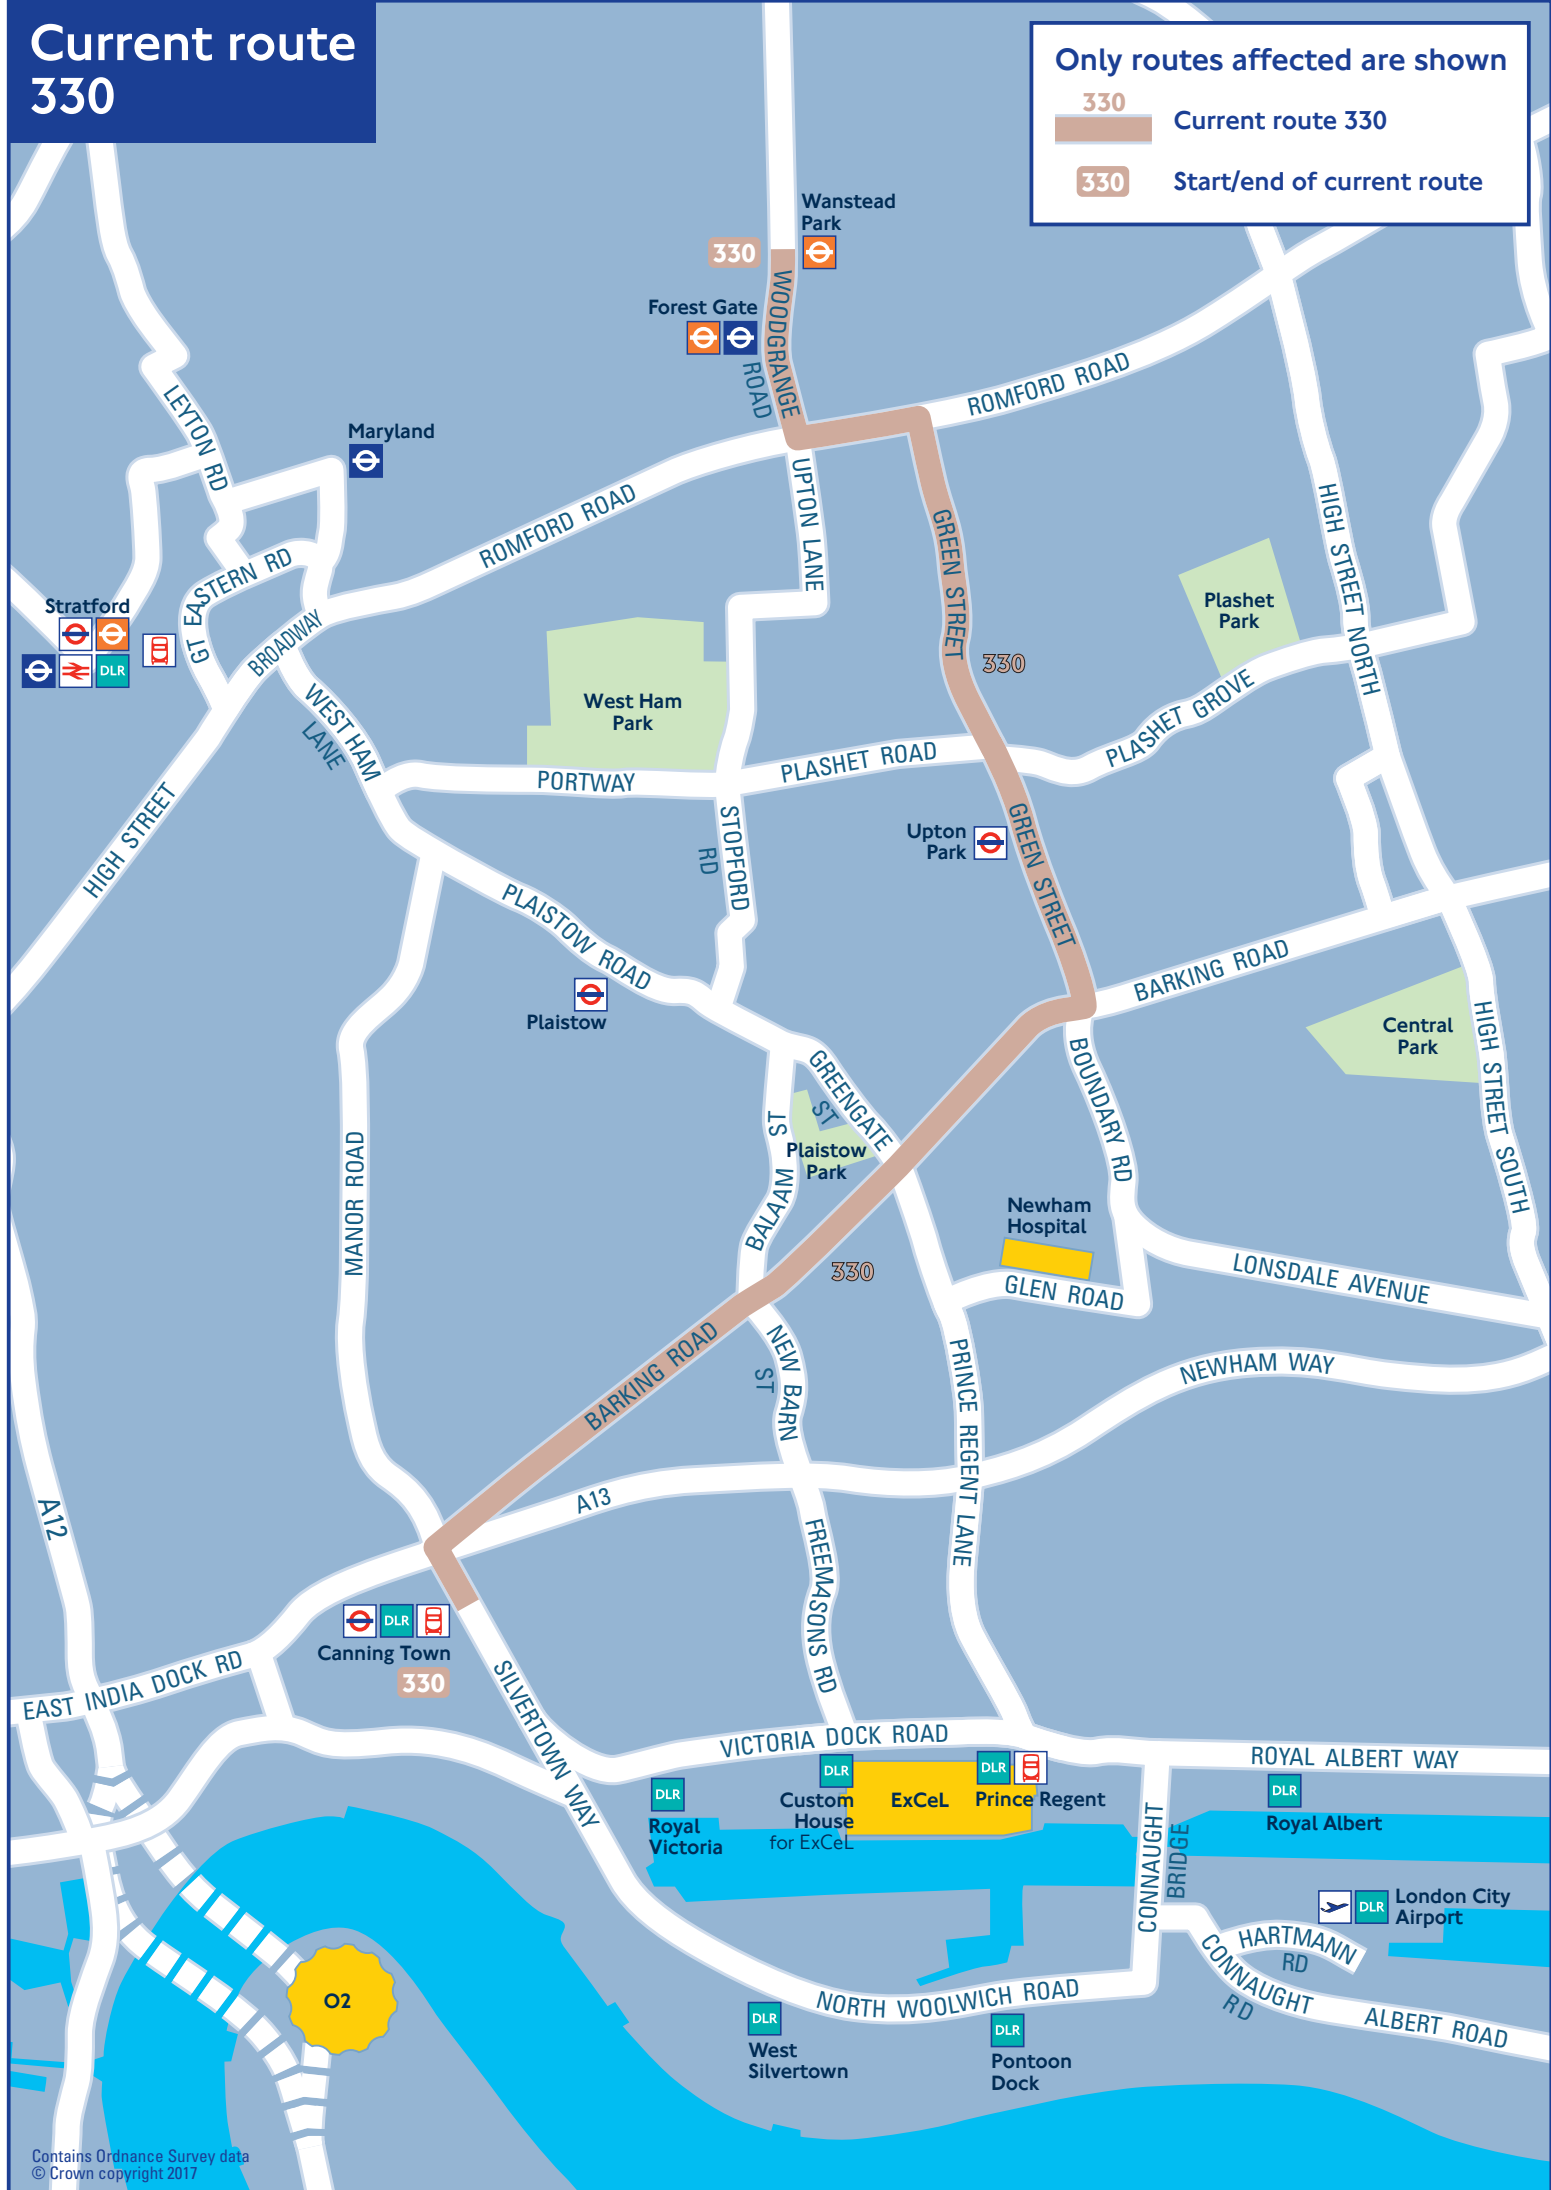 Current route
330
Only routes affected are shown
330
Current route 330
330
Start/end of current route
Wanstead
Park
330
Forest Gate
WOODGRANGE
ROAD
ROMFORD ROAD
LEYTON RD
Maryland
ROMFORD ROAD
UPTON LANE
GREEN STREET
HIGH STREET NORTH
GT EASTERN RD
Stratford
DLR
BROADWAY
Plashet
Park
330
WEST HAM
LANE
West Ham
Park
PLASHET GROVE
PORTWAY
PLASHET ROAD
HIGH STREET
STOPFORD
RD
Upton
Park
GREEN STREET
PLAISTOW ROAD
BARKING ROAD
Plaistow
Central
Park
HIGH STREET SOUTH
GREENGATE
ST
BOUNDARY RD
BALAAM ST
Plaistow
Park
MANOR ROAD
Newham
Hospital
330
GLEN ROAD
LONSDALE AVENUE
BARKING ROAD
NEW BARN
ST
PRINCE REGENT LANE
NEWHAM WAY
A12
A13
FREEMASONS RD
DLR
Canning Town
330
EAST INDIA DOCK RD
SILVERTOWN WAY
VICTORIA DOCK ROAD
ROYAL ALBERT WAY
DLR
Custom
House
for ExCeL
ExCeL
DLR
Prince Regent
DLR
Royal
Victoria
DLR
Royal Albert
CONNAUGHT
BRIDGE
DLR
London City
Airport
HARTMANN
RD
CONNAUGHT
RD
ALBERT ROAD
O2
NORTH WOOLWICH ROAD
DLR
West
Silvertown
DLR
Pontoon
Dock
Contains Ordnance Survey data
© Crown copyright 2017